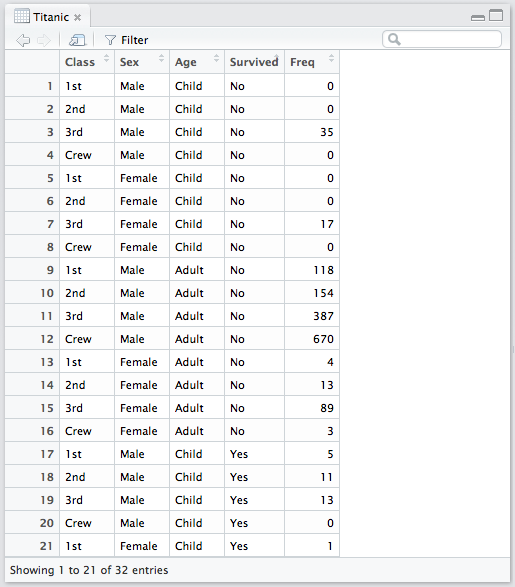 Titanic
Filter
Class Sex Age Survived Freq
1 1st Male Child No 0
2 2nd Male Child No 0
3 3rd Male Child No 35
4 Crew Male Child No 0
5 1st Female Child No 0
6 2nd Female Child No 0
7 3rd Female Child No 17
8 Crew Female Child No 0
9 1st Male Adult No 118
10 2nd Male Adult No 154
11 3rd Male Adult No 387
12 Crew Male Adult No 670
13 1st Female Adult No 4
14 2nd Female Adult No 13
15 3rd Female Adult No 89
16 Crew Female Adult No 3
17 1st Male Child Yes 5
18 2nd Male Child Yes 11
19 3rd Male Child Yes 13
20 Crew Male Child Yes 0
21 1st Female Child Yes 1
Showing 1 to 21 of 32 entries